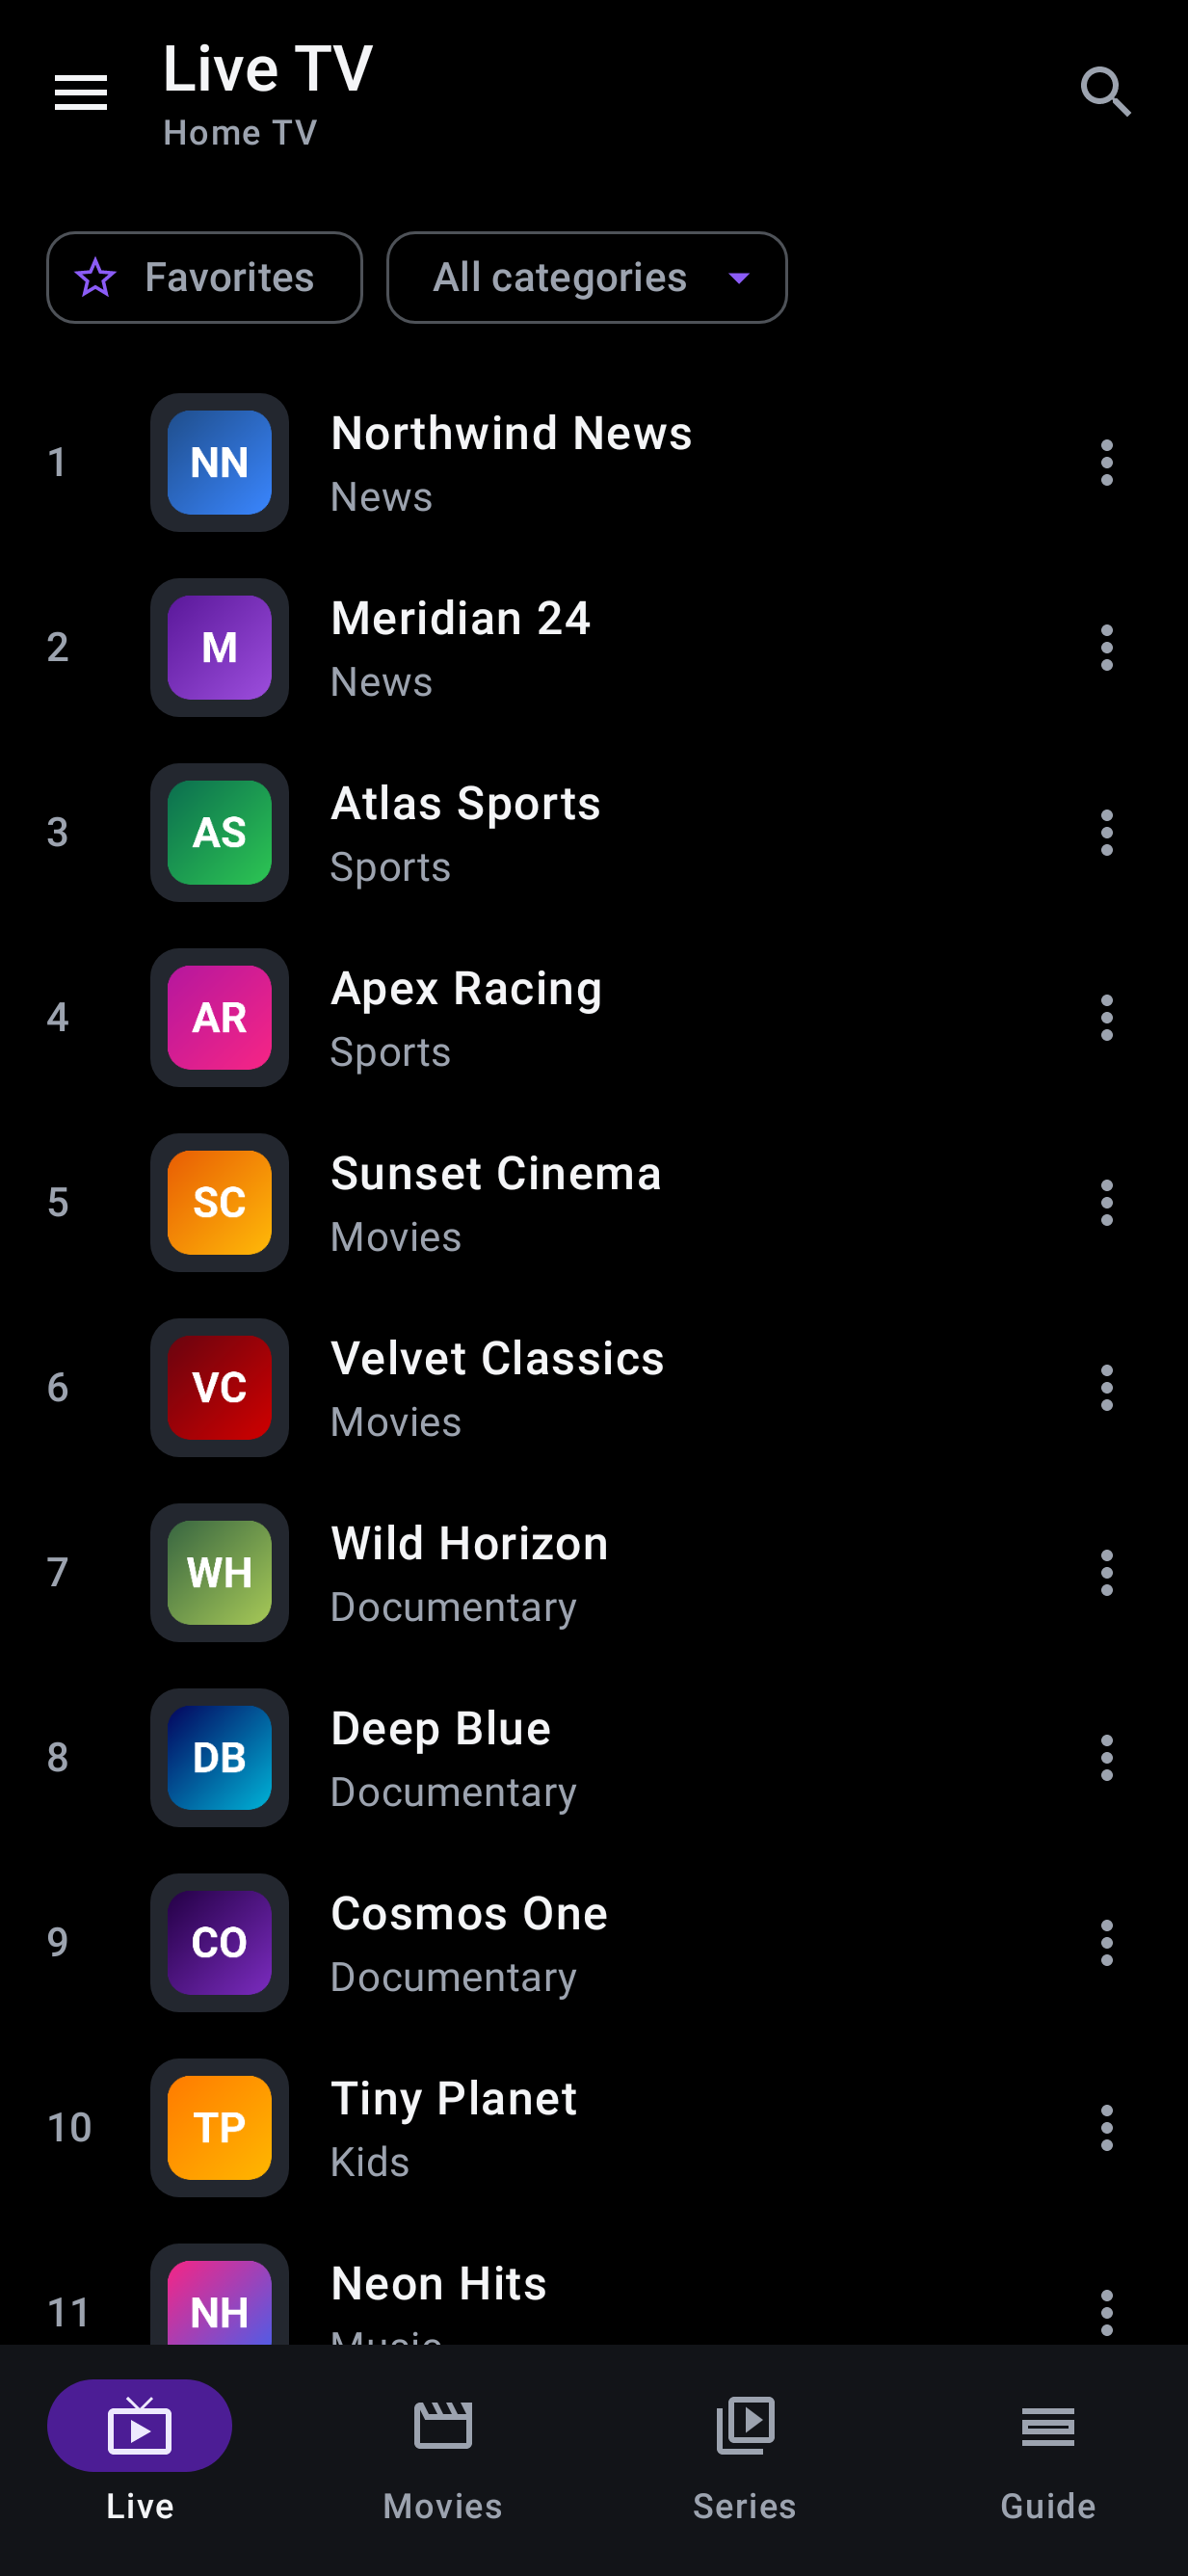 Live TV
Home TV
Favorites
All categories
1
NN
Northwind News
News
2
M
Meridian 24
News
3
AS
Atlas Sports
Sports
4
AR
Apex Racing
Sports
5
SC
Sunset Cinema
Movies
6
VC
Velvet Classics
Movies
7
WH
Wild Horizon
Documentary
8
DB
Deep Blue
Documentary
9
CO
Cosmos One
Documentary
10
TP
Tiny Planet
Kids
11
NH
Neon Hits
Music
Live
Movies
Series
Guide